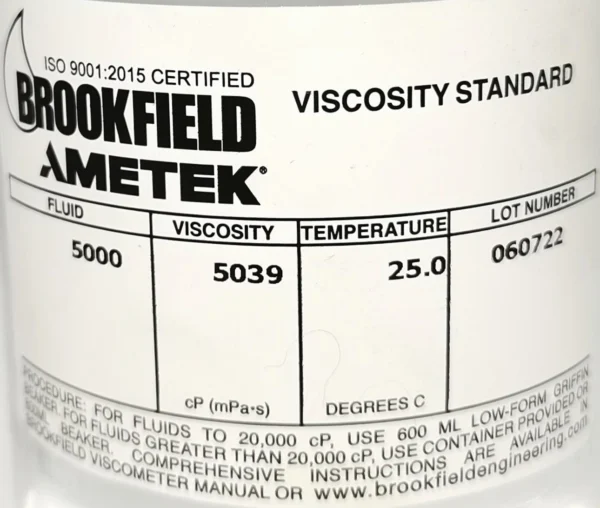 ISO 9001:2015 CERTIFIED
BROOKFIELD
AMETEK®
VISCOSITY STANDARD
FLUID VISCOSITY TEMPERATURE LOT NUMBER
5000 5039 25.0 060722
cP (mPa•s) DEGREES C
PROCEDURE: FOR FLUIDS TO 20,000 cP, USE 600 ML LOW-FORM GRIFFIN
BEAKER. FOR FLUIDS GREATER THAN 20,000 cP, USE CONTAINER PROVIDED OR
BEAKER. COMPREHENSIVE INSTRUCTIONS ARE AVAILABLE IN
BROOKFIELD VISCOMETER MANUAL OR www.brookfieldengineering.com